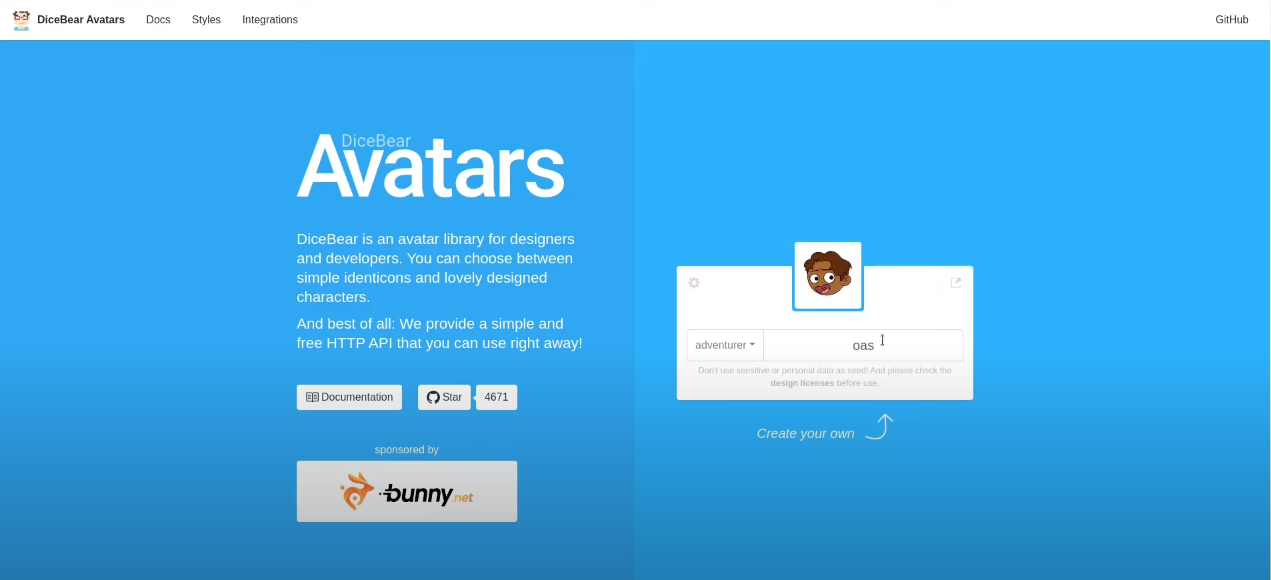 DiceBear Avatars
Docs
Styles
Integrations
GitHub
DiceBear
Avatars
DiceBear is an avatar library for designers
and developers. You can choose between
simple identicons and lovely designed
characters.
And best of all: We provide a simple and
free HTTP API that you can use right away!
Documentation
Star
4671
sponsored by
bunny.net
adventurer
oas
Don't use sensitive or personal data as seed! And please check the
design licenses before use.
Create your own